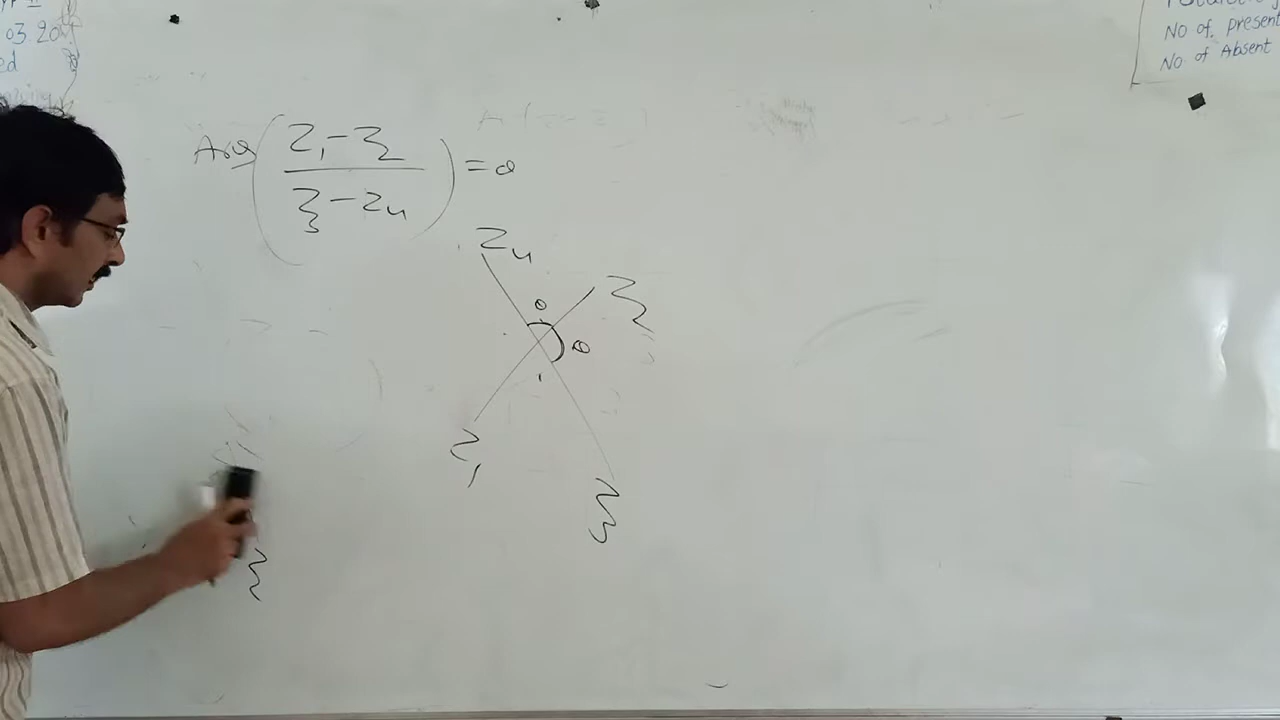 03 20
ed
No of. present
No of Absent
Arg( (z₁ - z₂) / (z₃ - z₄) ) = θ
z₄
θ
z₂
θ
z₁
z₃
z